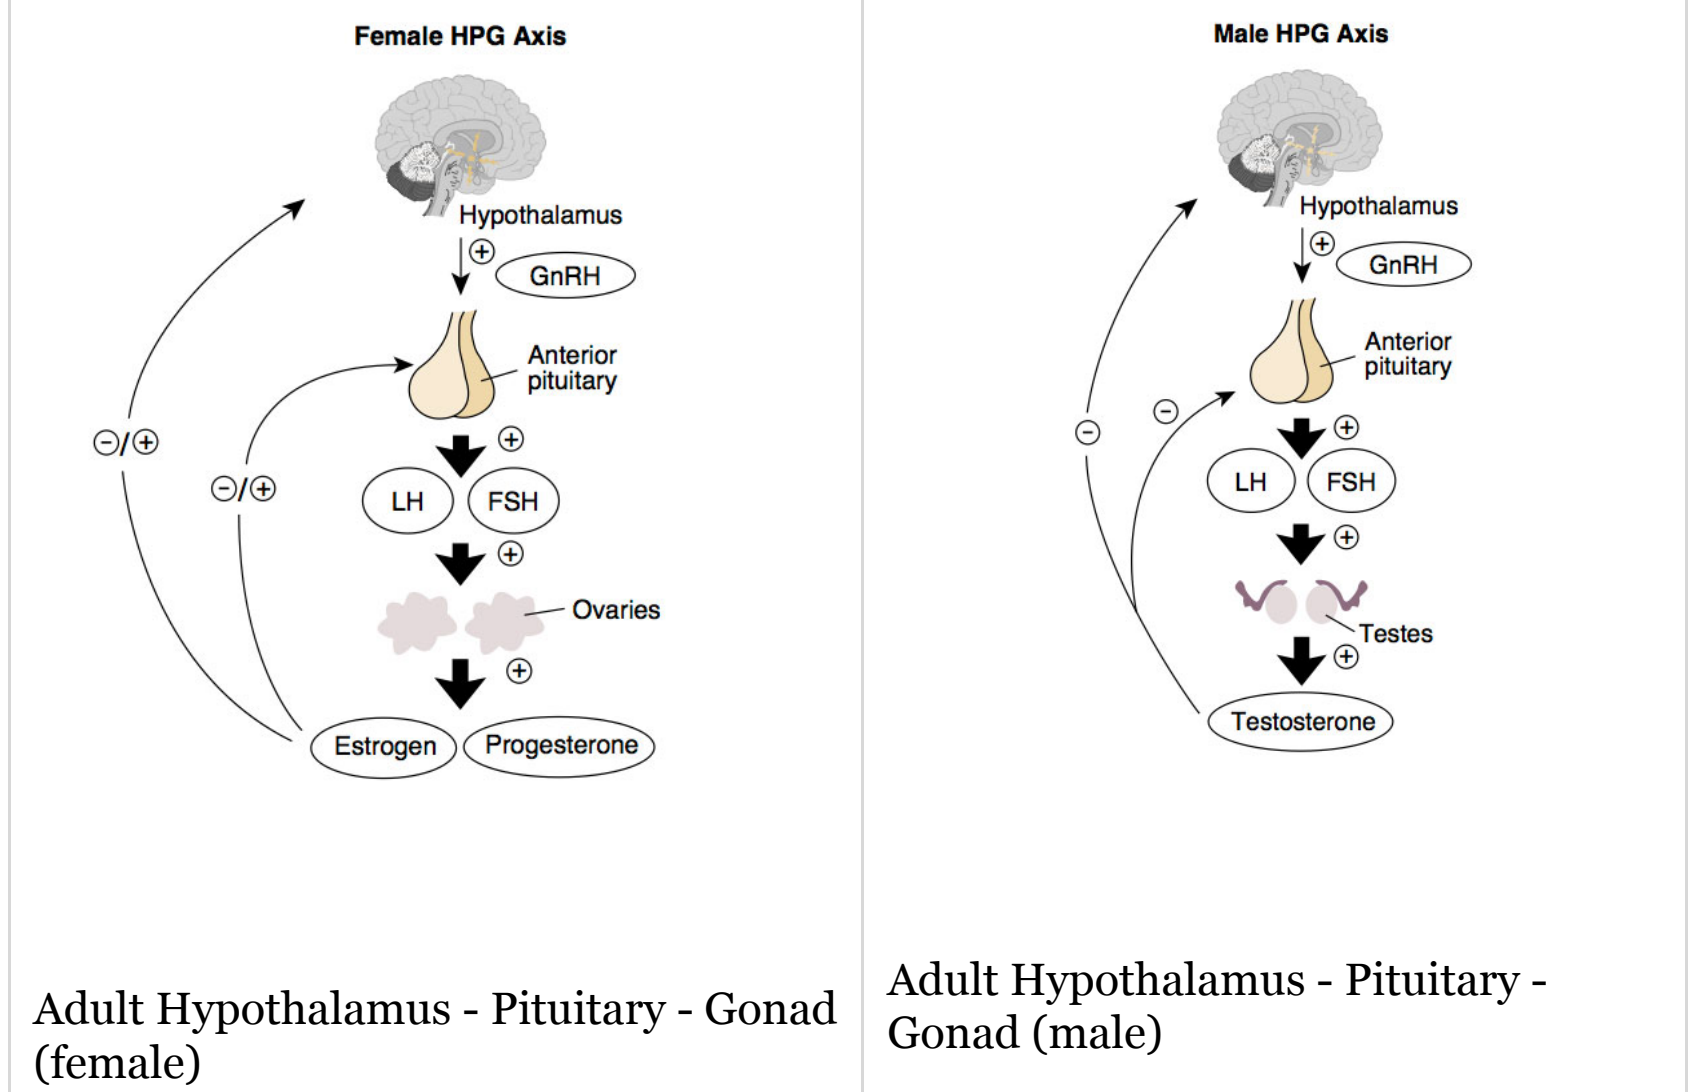 Female HPG Axis
Hypothalamus
⊕
GnRH
Anterior
pituitary
⊖/⊕
⊖/⊕
⊕
LH
FSH
⊕
Ovaries
⊕
Estrogen
Progesterone
Adult Hypothalamus - Pituitary - Gonad
(female)
Male HPG Axis
Hypothalamus
⊕
GnRH
Anterior
pituitary
⊖
⊖
⊕
LH
FSH
⊕
Testes
⊕
Testosterone
Adult Hypothalamus - Pituitary -
Gonad (male)